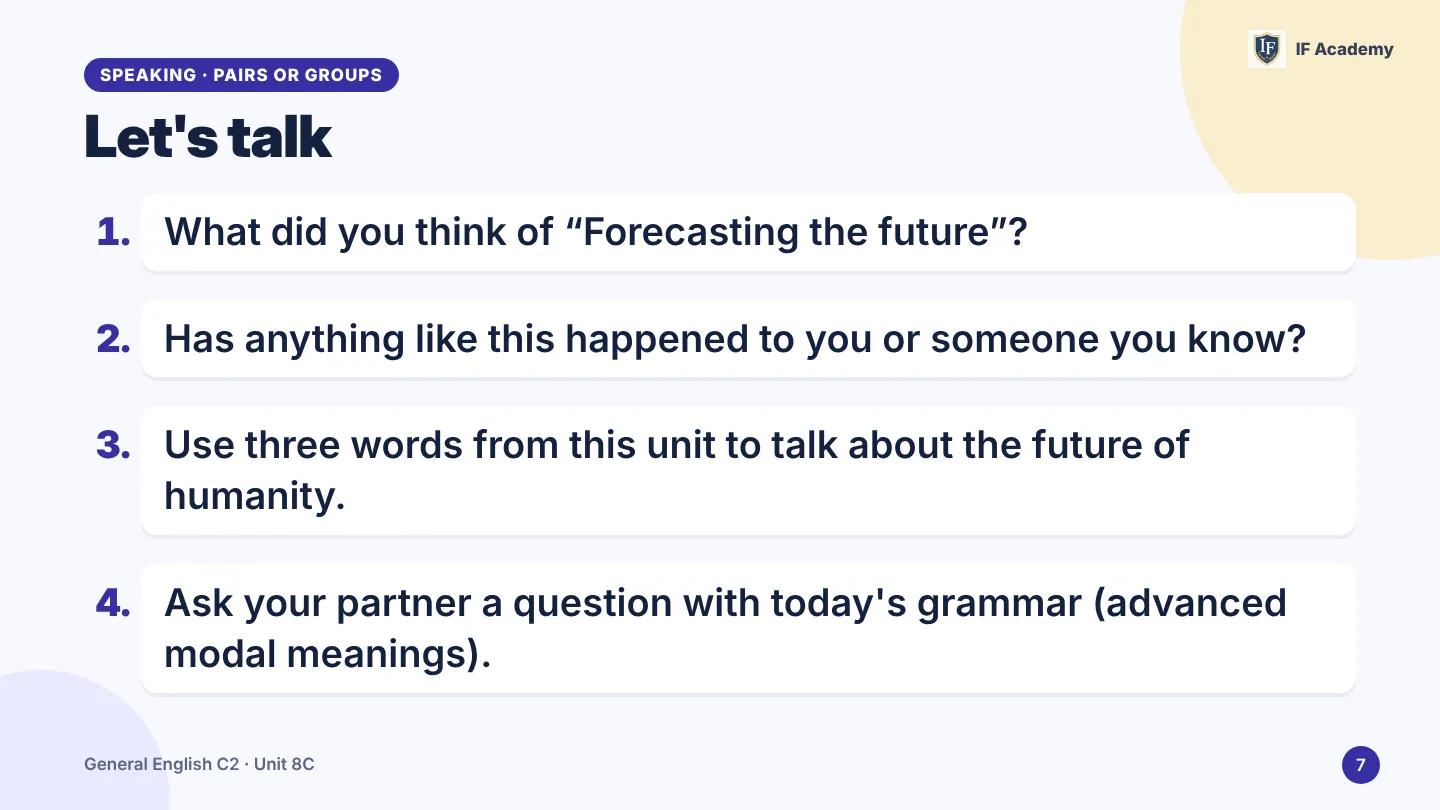 IF
IF Academy
SPEAKING · PAIRS OR GROUPS
Let's talk
1. What did you think of “Forecasting the future”?
2. Has anything like this happened to you or someone you know?
3. Use three words from this unit to talk about the future of
humanity.
4. Ask your partner a question with today's grammar (advanced
modal meanings).
General English C2 · Unit 8C
7